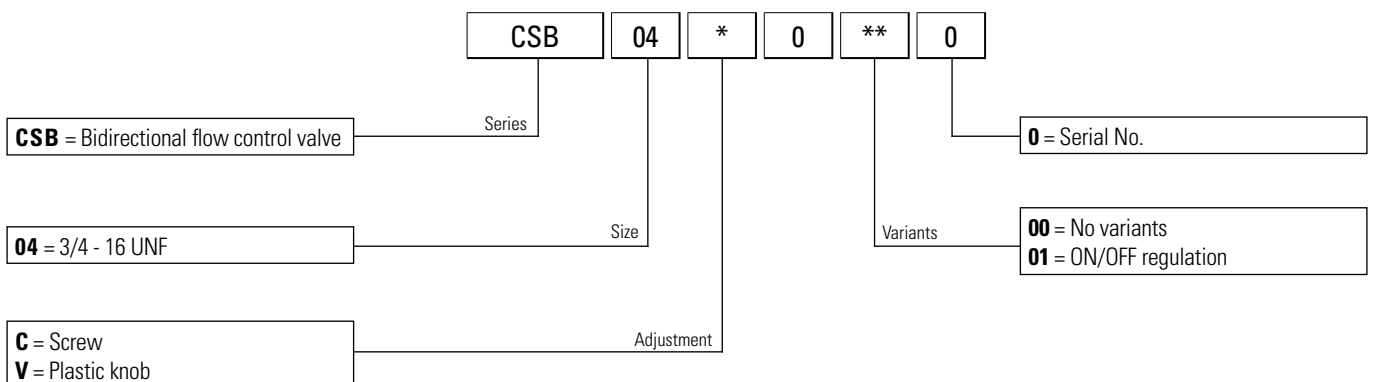 CSB 04 * 0 ** 0
Series
CSB = Bidirectional flow control valve
0 = Serial No.
Size
04 = 3/4 - 16 UNF
Variants
00 = No variants
01 = ON/OFF regulation
Adjustment
C = Screw
V = Plastic knob